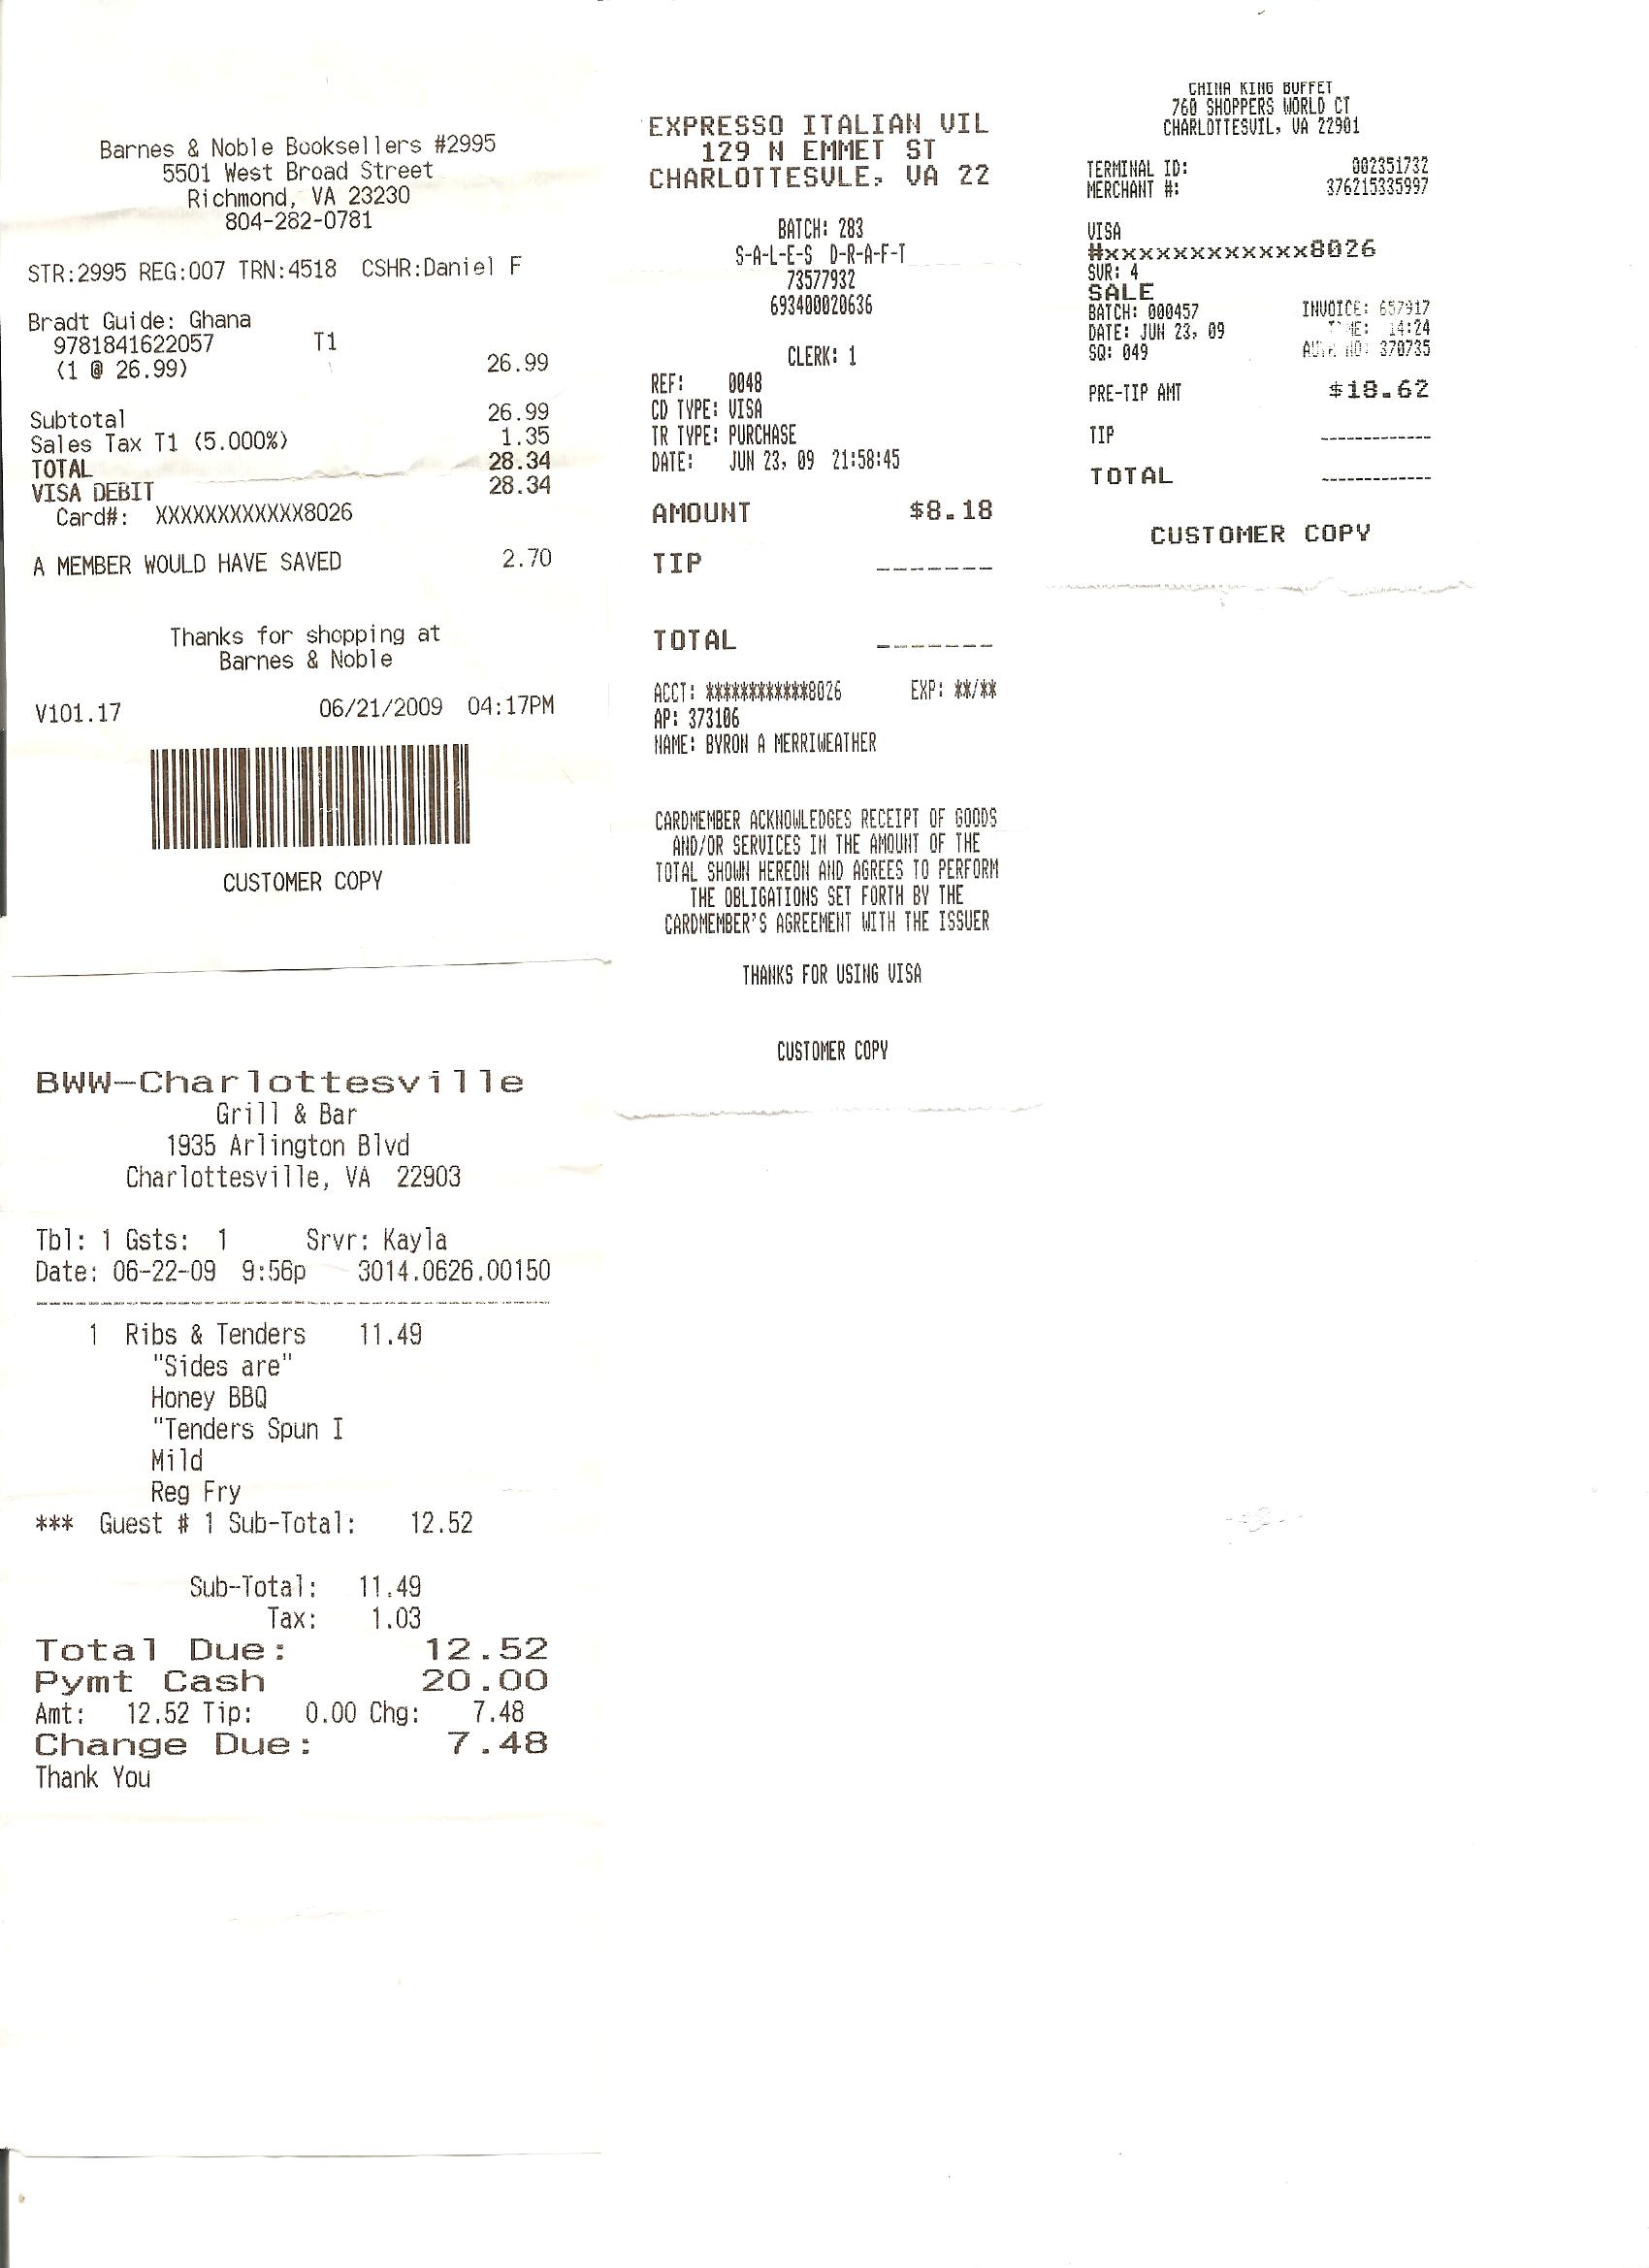 Barnes & Noble Booksellers #2995
5501 West Broad Street
Richmond, VA 23230
804-282-0781
STR:2995 REG:007 TRN:4518 CSHR:Daniel F
Bradt Guide: Ghana
9781841622057 T1
(1 @ 26.99) 26.99
Subtotal 26.99
Sales Tax T1 (5.000%) 1.35
TOTAL 28.34
VISA DEBIT 28.34
Card#: XXXXXXXXXXXX8026
A MEMBER WOULD HAVE SAVED 2.70
Thanks for shopping at
Barnes & Noble
V101.17 06/21/2009 04:17PM
CUSTOMER COPY
BWW-Charlottesville
Grill & Bar
1935 Arlington Blvd
Charlottesville, VA 22903
Tbl: 1 Gsts: 1 Srvr: Kayla
Date: 06-22-09 9:56p 3014.0626.00150
1 Ribs & Tenders 11.49
"Sides are"
Honey BBQ
"Tenders Spun I
Mild
Reg Fry
*** Guest # 1 Sub-Total: 12.52
Sub-Total: 11.49
Tax: 1.03
Total Due: 12.52
Pymt Cash 20.00
Amt: 12.52 Tip: 0.00 Chg: 7.48
Change Due: 7.48
Thank You
EXPRESSO ITALIAN VIL
129 N EMMET ST
CHARLOTTESVLE, VA 22
BATCH: 283
S-A-L-E-S D-R-A-F-T
73577932
693400020636
CLERK: 1
REF: 0048
CD TYPE: VISA
TR TYPE: PURCHASE
DATE: JUN 23, 09 21:58:45
AMOUNT $8.18
TIP
TOTAL
ACCT: ************8026 EXP: **/**
AP: 373106
NAME: BYRON A MERRIWEATHER
CARDMEMBER ACKNOWLEDGES RECEIPT OF GOODS
AND/OR SERVICES IN THE AMOUNT OF THE
TOTAL SHOWN HEREON AND AGREES TO PERFORM
THE OBLIGATIONS SET FORTH BY THE
CARDMEMBER'S AGREEMENT WITH THE ISSUER
THANKS FOR USING VISA
CUSTOMER COPY
CHINA KING BUFFET
760 SHOPPERS WORLD CT
CHARLOTTESVIL, VA 22901
TERMINAL ID: 002351732
MERCHANT #: 376215335997
VISA
#xxxxxxxxxxxx8026
SVR: 4
SALE
BATCH: 000457 INVOICE: 657917
DATE: JUN 23, 09 TIME: 14:24
SQ: 049 AUTH NO: 370735
PRE-TIP AMT $18.62
TIP
TOTAL
CUSTOMER COPY